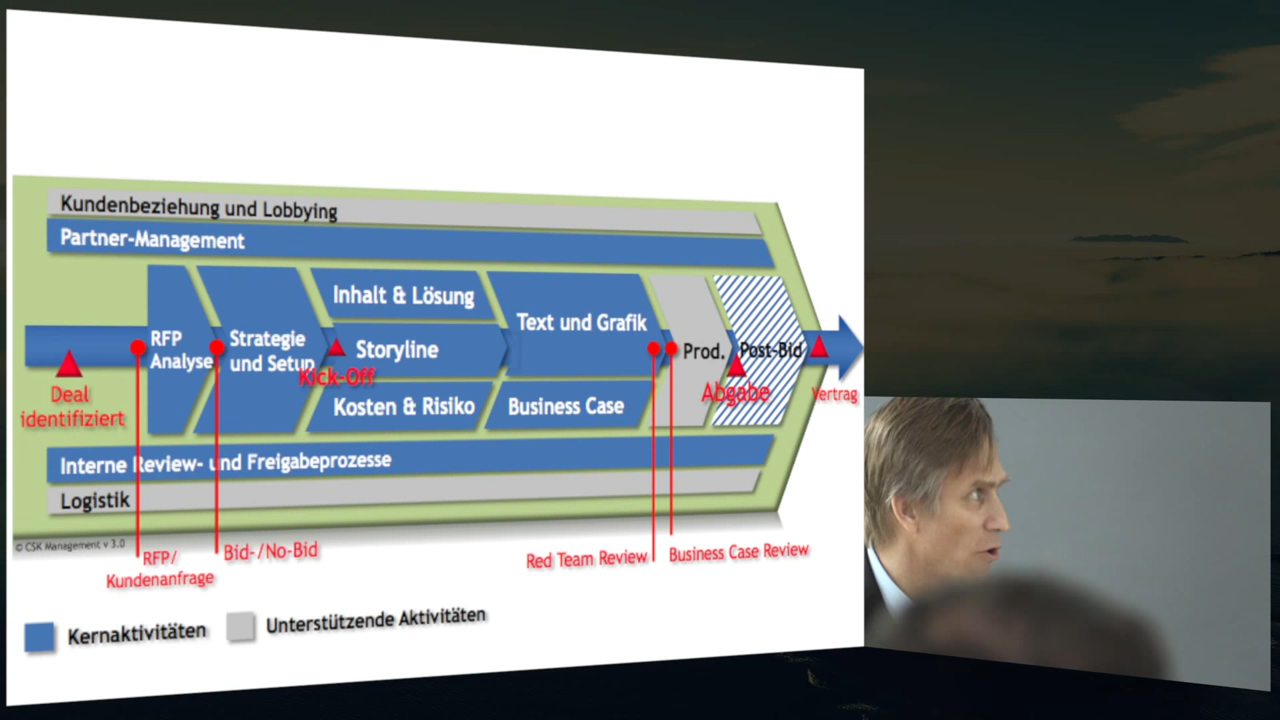 Kundenbeziehung und Lobbying
Partner-Management
RFP
Analyse
Strategie
und Setup
Inhalt & Lösung
Storyline
Kosten & Risiko
Text und Grafik
Business Case
Prod.
Post-Bid
Deal
identifiziert
Kick-Off
Abgabe
Vertrag
Interne Review- und Freigabeprozesse
Logistik
© CSK Management v 3.0
RFP/
Kundenanfrage
Bid-/No-Bid
Red Team Review
Business Case Review
Kernaktivitäten
Unterstützende Aktivitäten